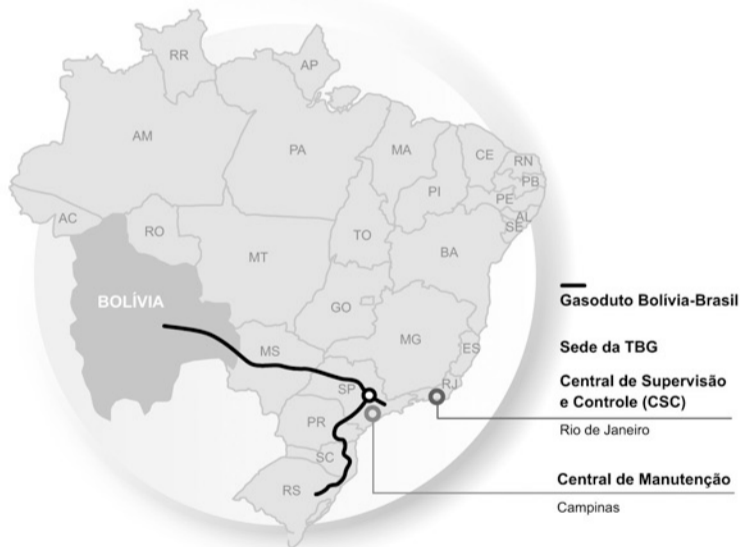 RR
AP
AM
PA
MA
CE
RN
PB
PE
AL
SE
PI
AC
RO
TO
BA
MT
BOLÍVIA
GO
MG
ES
MS
SP
RJ
PR
SC
RS
Gasoduto Bolívia-Brasil
Sede da TBG
Central de Supervisão
e Controle (CSC)
Rio de Janeiro
Central de Manutenção
Campinas